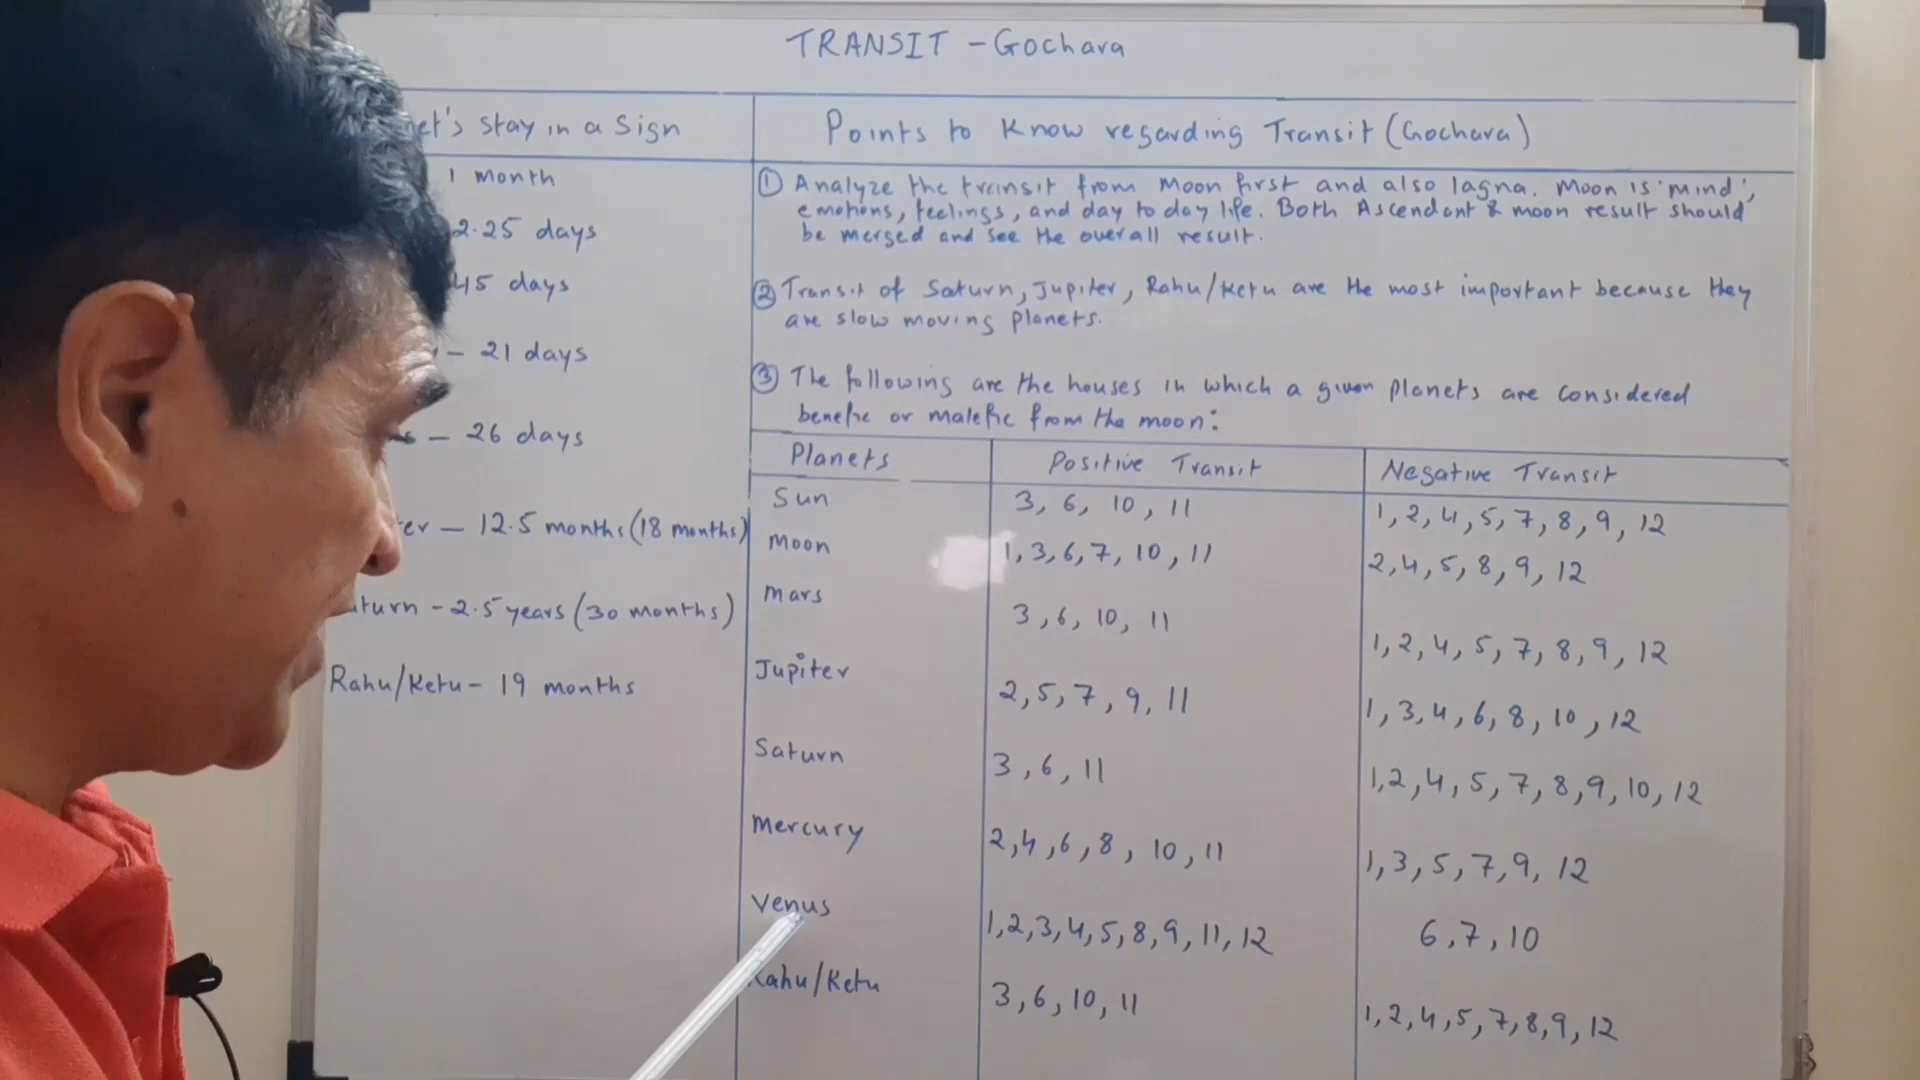 TRANSIT - Gochara
stay in a Sign
1 month
2.25 days
45 days
- 21 days
- 26 days
- 12.5 months (18 months)
- 2.5 years (30 months)
Rahu/Ketu - 19 months
Points to Know regarding Transit (Gochara)
① Analyze the transit from Moon first and also lagna. Moon is 'mind',
emotions, feelings, and day to day life. Both Ascendant & moon result should
be merged and see the overall result.
② Transit of Saturn, Jupiter, Rahu/Ketu are the most important because they
are slow moving planets.
③ The following are the houses in which a given planets are considered
benefic or malefic from the moon:
Planets Positive Transit Negative Transit
Sun 3, 6, 10, 11 1, 2, 4, 5, 7, 8, 9, 12
Moon 1, 3, 6, 7, 10, 11 2, 4, 5, 8, 9, 12
Mars 3, 6, 10, 11 1, 2, 4, 5, 7, 8, 9, 12
Jupiter 2, 5, 7, 9, 11 1, 3, 4, 6, 8, 10, 12
Saturn 3, 6, 11 1, 2, 4, 5, 7, 8, 9, 10, 12
Mercury 2, 4, 6, 8, 10, 11 1, 3, 5, 7, 9, 12
Venus 1, 2, 3, 4, 5, 8, 9, 11, 12 6, 7, 10
Rahu/Ketu 3, 6, 10, 11 1, 2, 4, 5, 7, 8, 9, 12